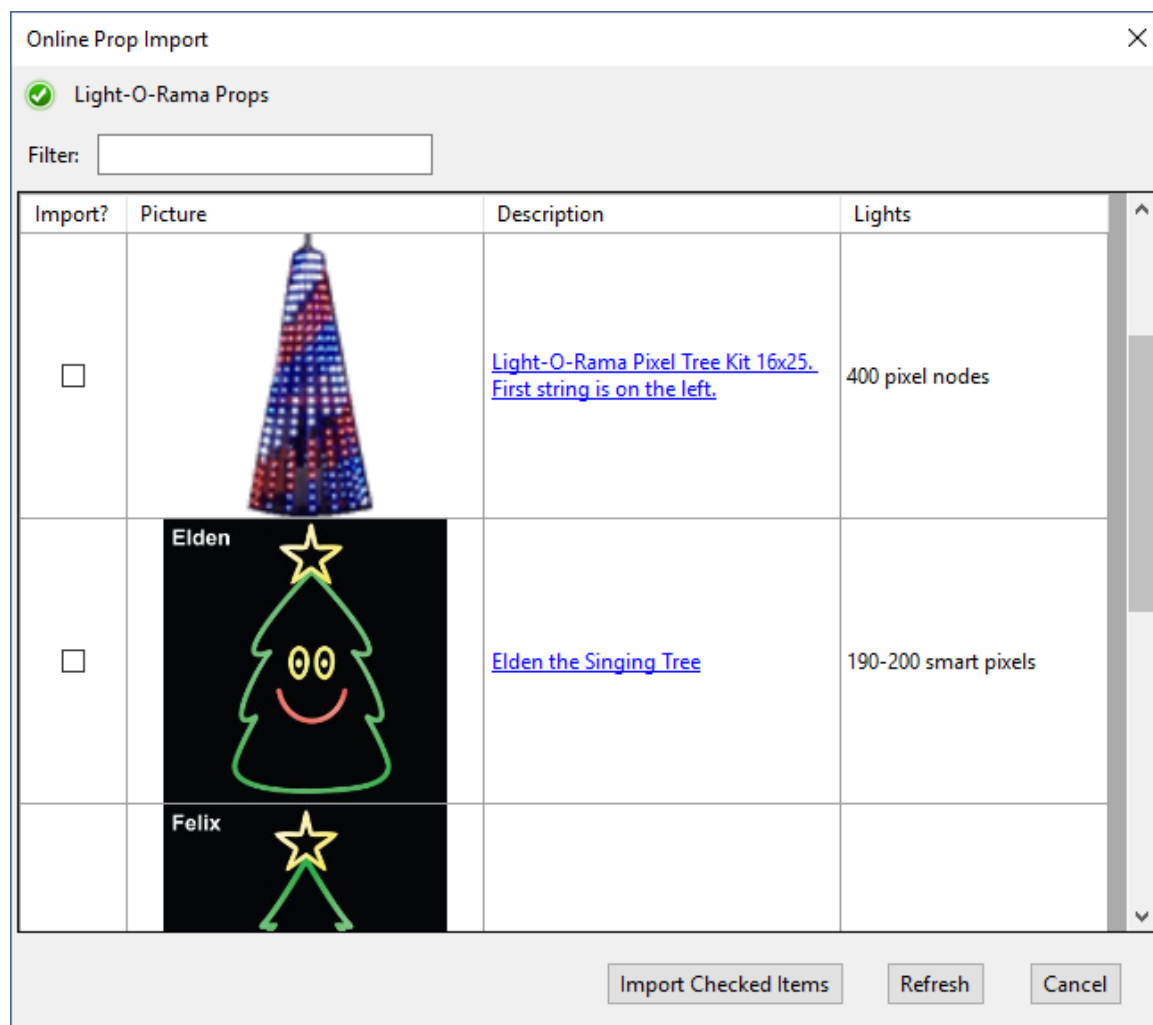 Online Prop Import
Light-O-Rama Props
Filter:
Import? Picture Description Lights
Light-O-Rama Pixel Tree Kit 16x25.
First string is on the left.
400 pixel nodes
Elden
Elden the Singing Tree
190-200 smart pixels
Felix
Import Checked Items Refresh Cancel